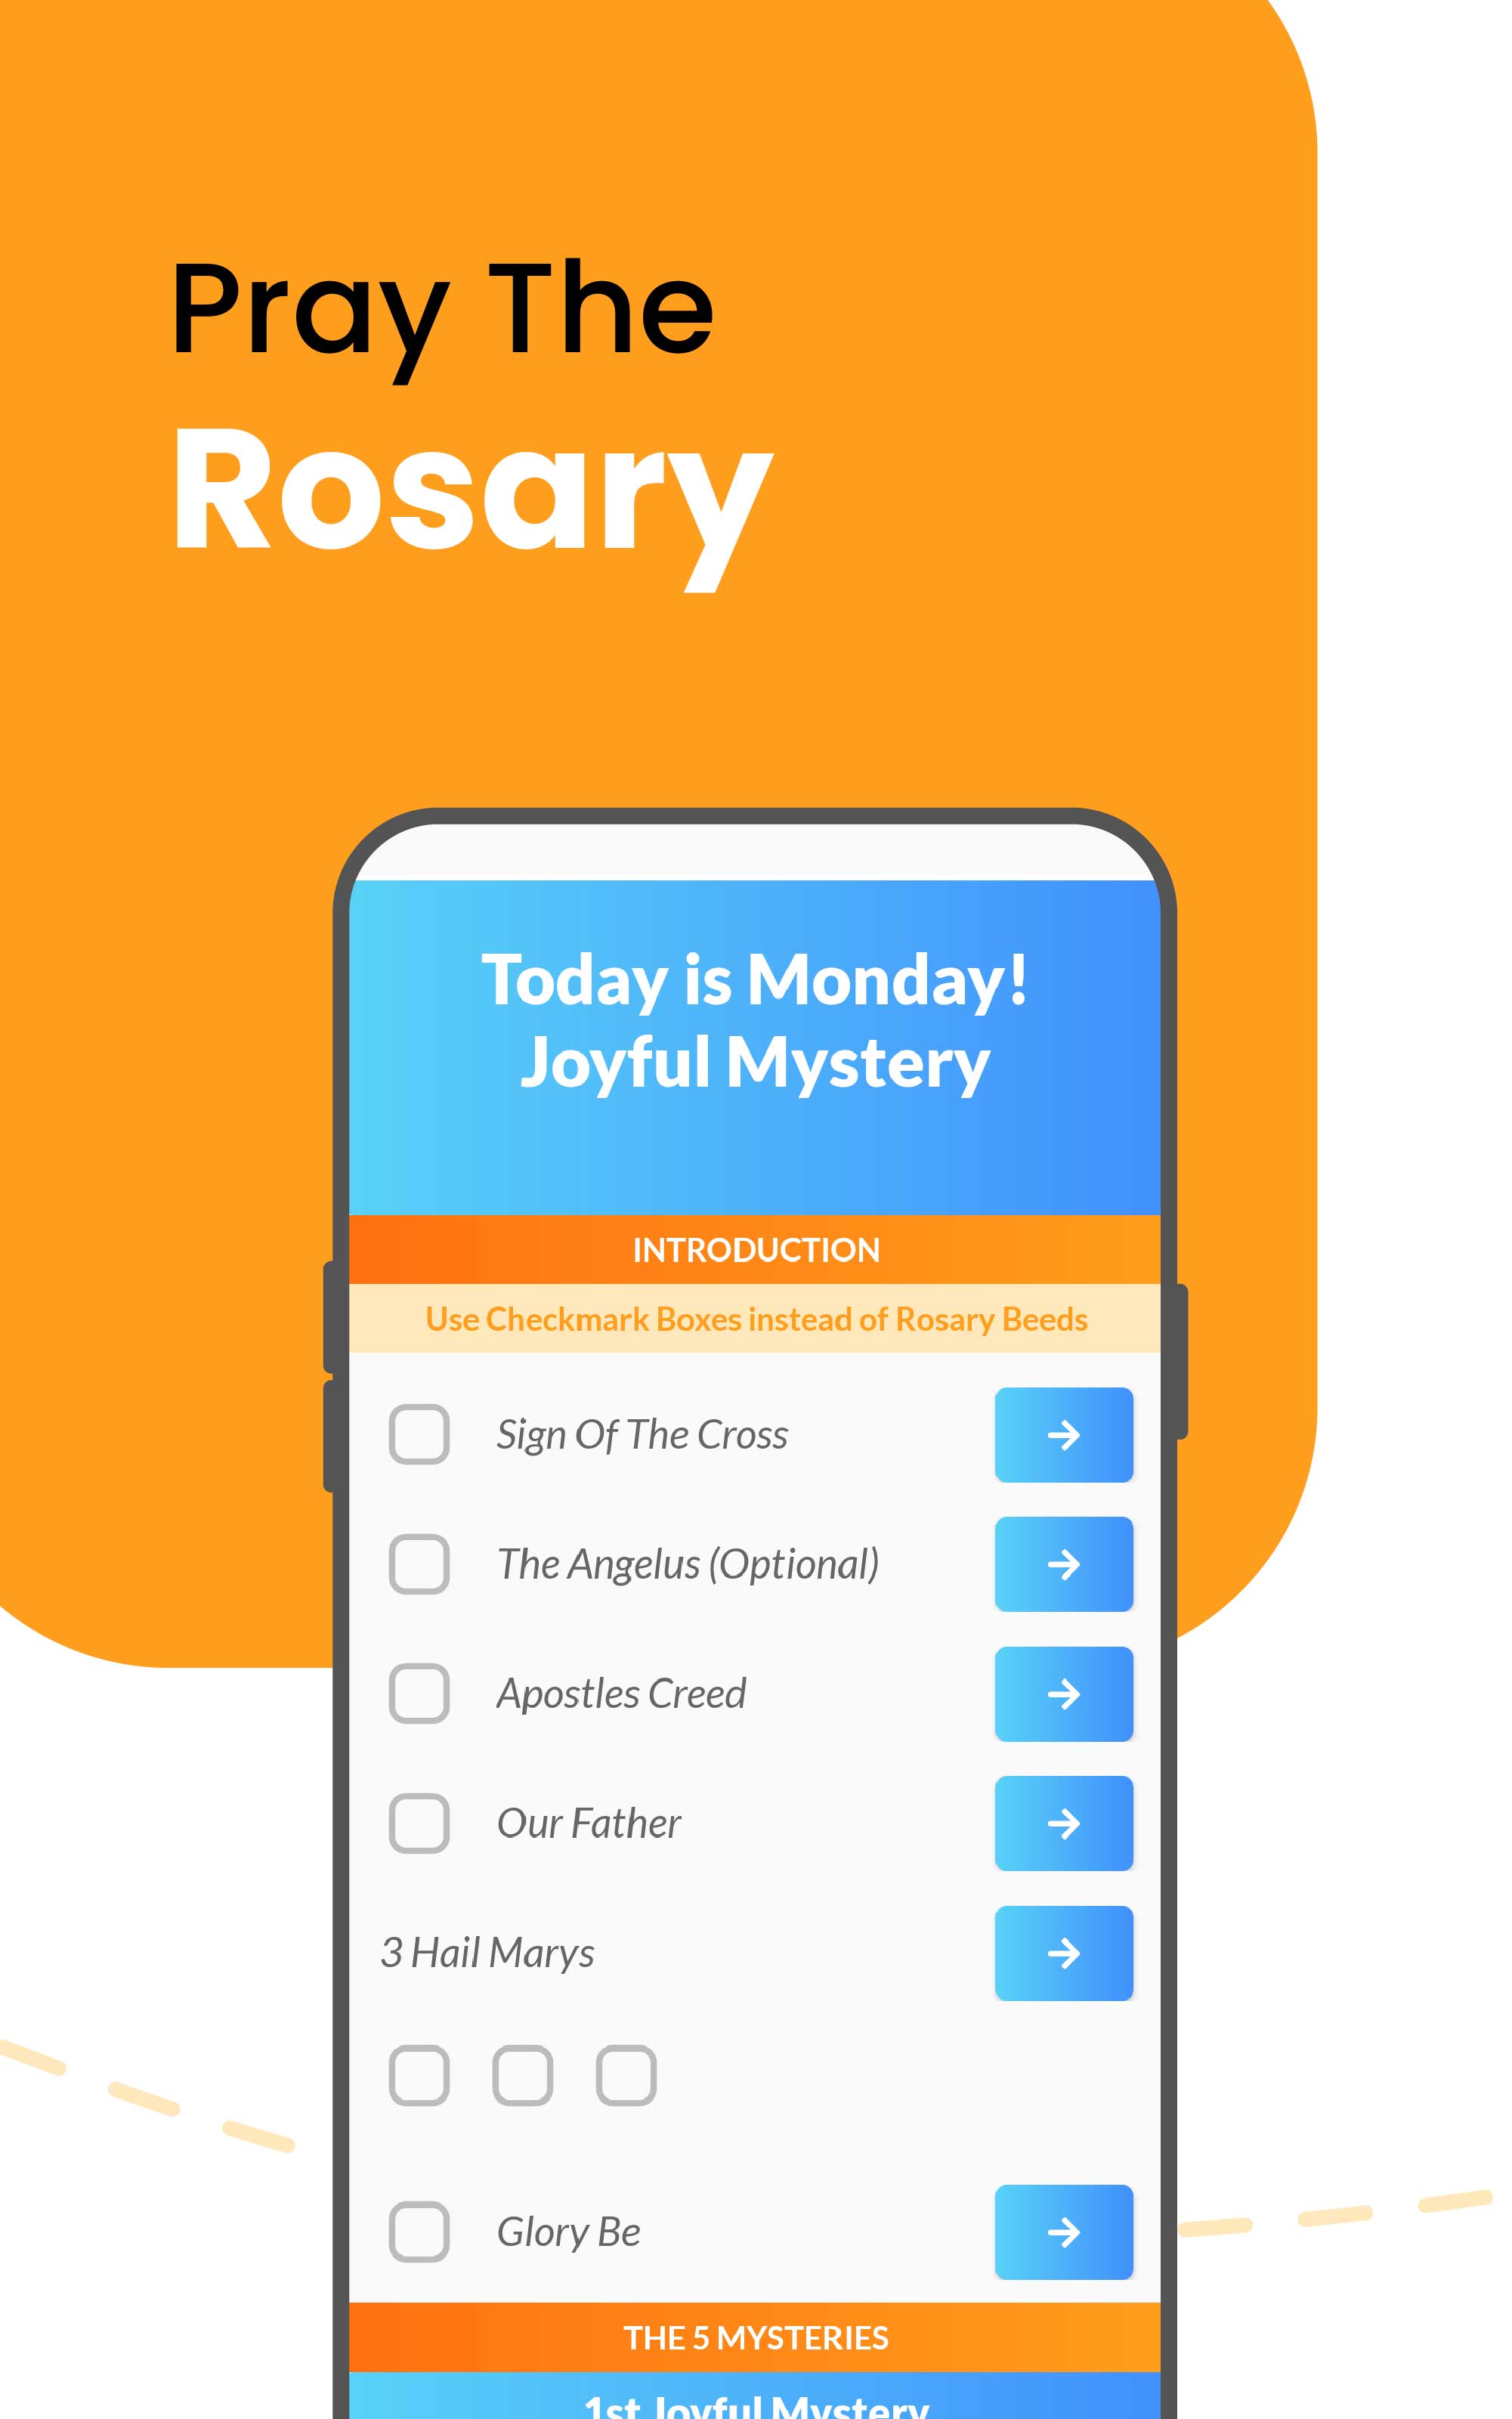 Pray The
Rosary
Today is Monday!
Joyful Mystery
INTRODUCTION
Use Checkmark Boxes instead of Rosary Beeds
Sign Of The Cross
The Angelus (Optional)
Apostles Creed
Our Father
3 Hail Marys
Glory Be
THE 5 MYSTERIES
1st Joyful Mystery